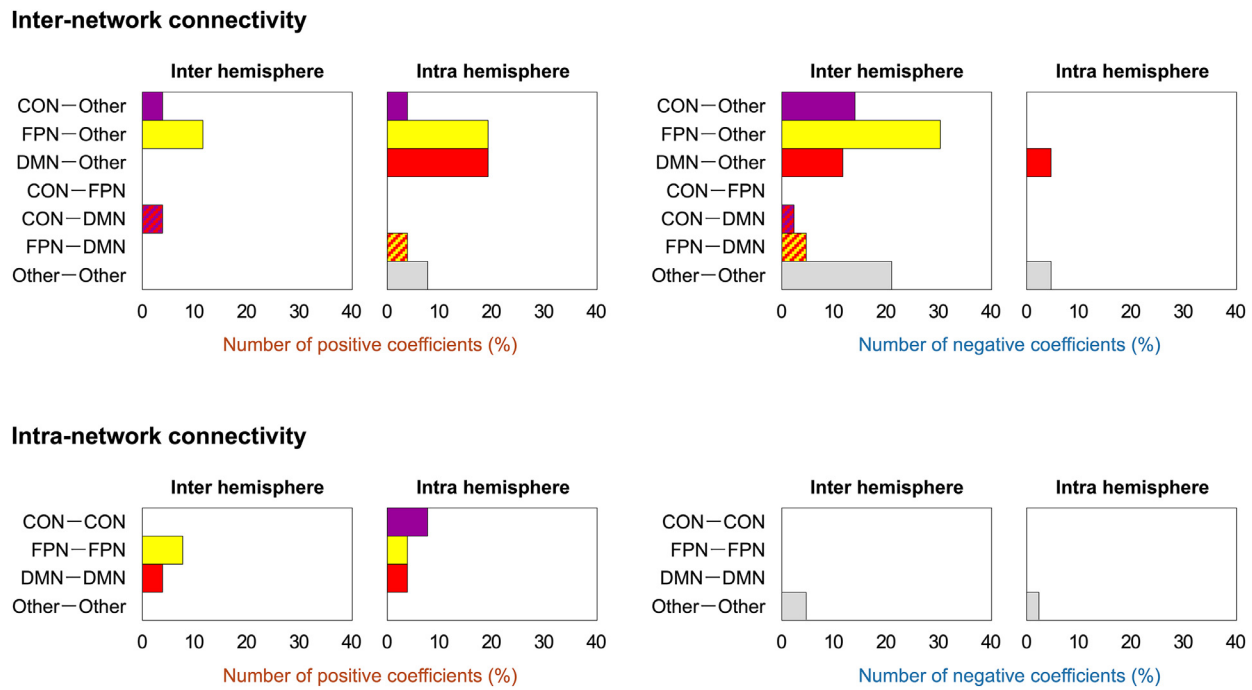 Inter-network connectivity
Inter hemisphere Intra hemisphere Inter hemisphere Intra hemisphere
CON—Other CON—Other
FPN—Other FPN—Other
DMN—Other DMN—Other
CON—FPN CON—FPN
CON—DMN CON—DMN
FPN—DMN FPN—DMN
Other—Other Other—Other
0 10 20 30 40 0 10 20 30 40 0 10 20 30 40 0 10 20 30 40
Number of positive coefficients (%) Number of negative coefficients (%)
Intra-network connectivity
Inter hemisphere Intra hemisphere Inter hemisphere Intra hemisphere
CON—CON CON—CON
FPN—FPN FPN—FPN
DMN—DMN DMN—DMN
Other—Other Other—Other
0 10 20 30 40 0 10 20 30 40 0 10 20 30 40 0 10 20 30 40
Number of positive coefficients (%) Number of negative coefficients (%)